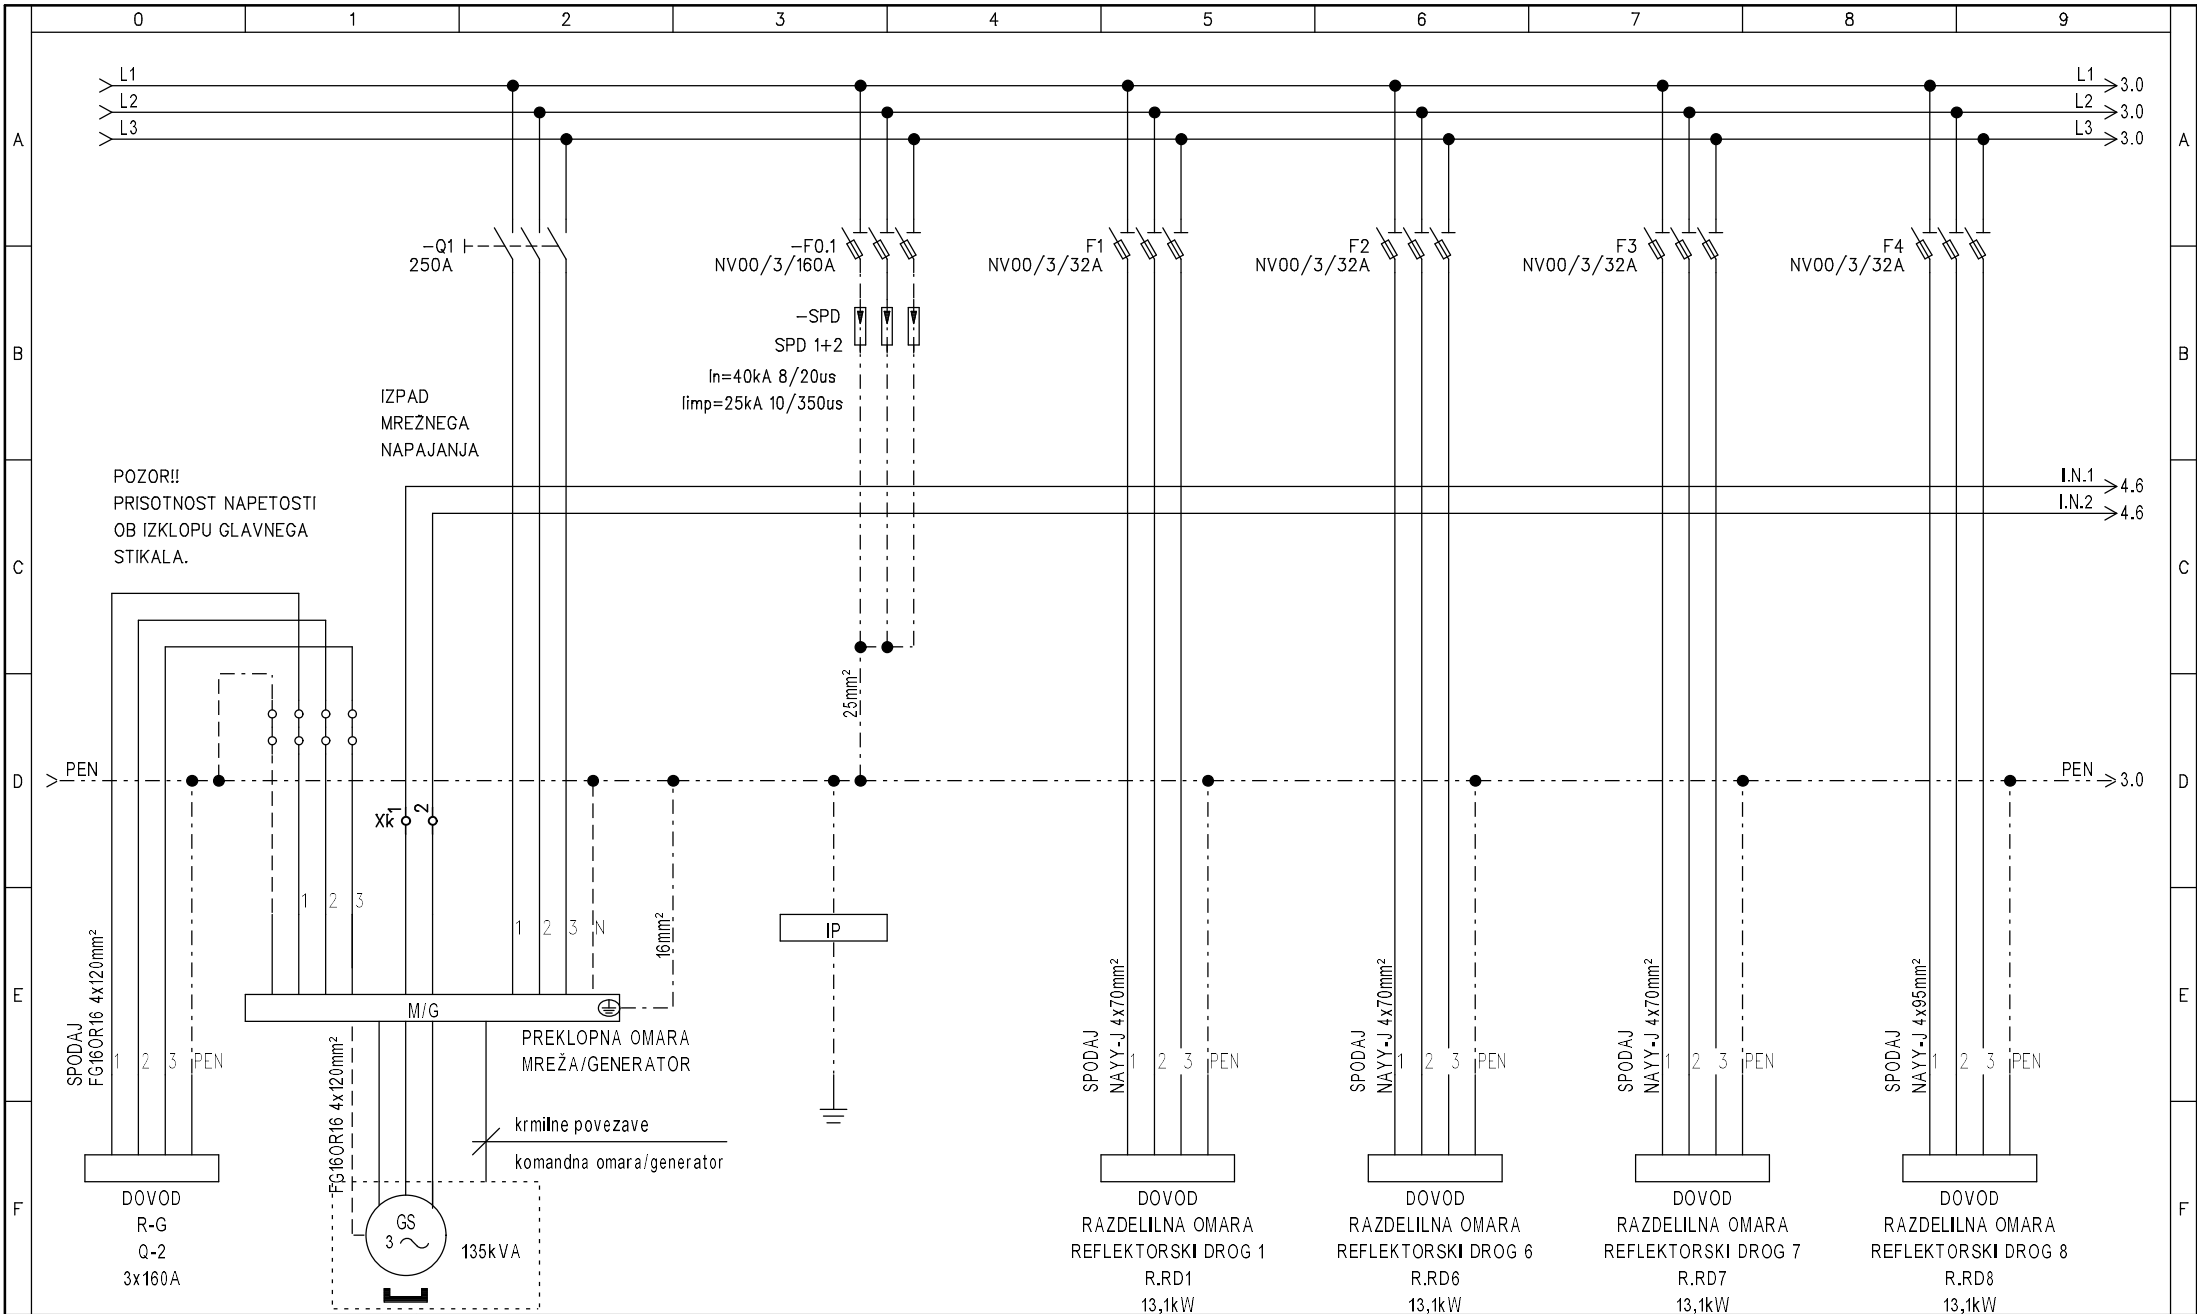 0 1 2 3 4 5 6 7 8 9
L1 L1 3.0
L2 L2 3.0
L3 L3 3.0
A A
-Q1
250A
-F0.1
NV00/3/160A
F1
NV00/3/32A
F2
NV00/3/32A
F3
NV00/3/32A
F4
NV00/3/32A
-SPD
SPD 1+2
In=40kA 8/20us
Iimp=25kA 10/350us
B B
IZPAD
MREŽNEGA
NAPAJANJA
POZOR!!
PRISOTNOST NAPETOSTI
OB IZKLOPU GLAVNEGA
STIKALA.
I.N.1 4.6
I.N.2 4.6
C C
25mm²
D PEN PEN 3.0 D
Xk 1 2
1 2 3
1 2 3 N
16mm²
IP
E E
M/G
PREKLOPNA OMARA
MREŽA/GENERATOR
SPODAJ
FG16OR16 4x120mm²
1 2 3 PEN
FG16OR16 4x120mm²
krmilne povezave
komandna omara/generator
SPODAJ
NAYY-J 4x70mm²
1 2 3 PEN
SPODAJ
NAYY-J 4x70mm²
1 2 3 PEN
SPODAJ
NAYY-J 4x70mm²
1 2 3 PEN
SPODAJ
NAYY-J 4x95mm²
1 2 3 PEN
F F
DOVOD
R-G
Q-2
3x160A
GS
3
135kVA
DOVOD
RAZDELILNA OMARA
REFLEKTORSKI DROG 1
R.RD1
13,1kW
DOVOD
RAZDELILNA OMARA
REFLEKTORSKI DROG 6
R.RD6
13,1kW
DOVOD
RAZDELILNA OMARA
REFLEKTORSKI DROG 7
R.RD7
13,1kW
DOVOD
RAZDELILNA OMARA
REFLEKTORSKI DROG 8
R.RD8
13,1kW